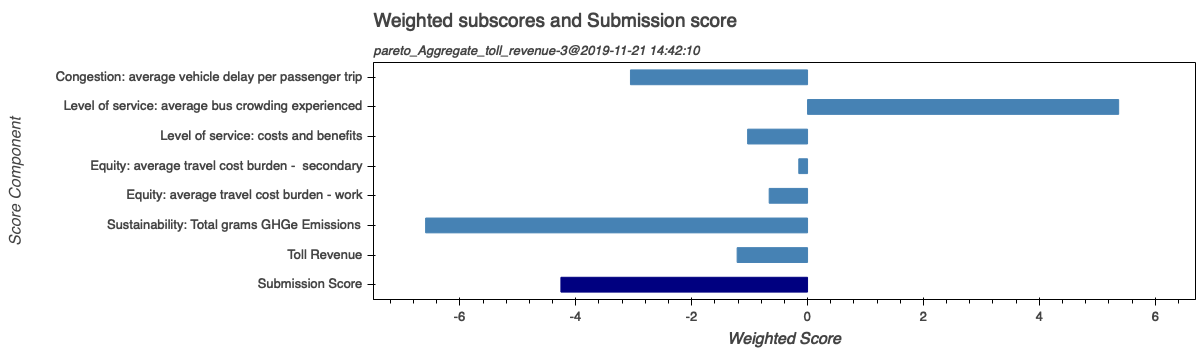 Weighted subscores and Submission score
pareto_Aggregate_toll_revenue-3@2019-11-21 14:42:10
Score Component
Congestion: average vehicle delay per passenger trip
Level of service: average bus crowding experienced
Level of service: costs and benefits
Equity: average travel cost burden -  secondary
Equity: average travel cost burden - work
Sustainability: Total grams GHGe Emissions
Toll Revenue
Submission Score
-6 -4 -2 0 2 4 6
Weighted Score